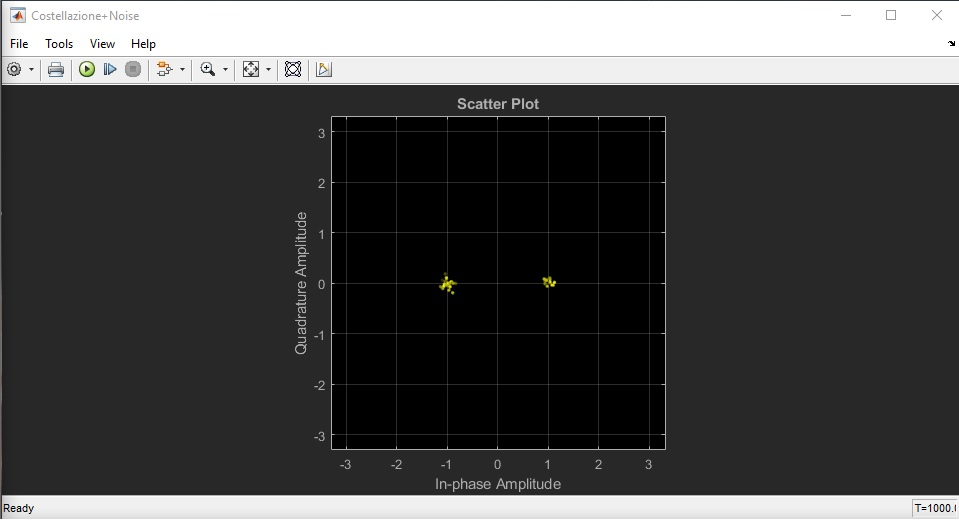 Costellazione+Noise
File Tools View Help
Scatter Plot
3
2
1
0
-1
-2
-3
Quadrature Amplitude
-3 -2 -1 0 1 2 3
In-phase Amplitude
Ready
T=1000.